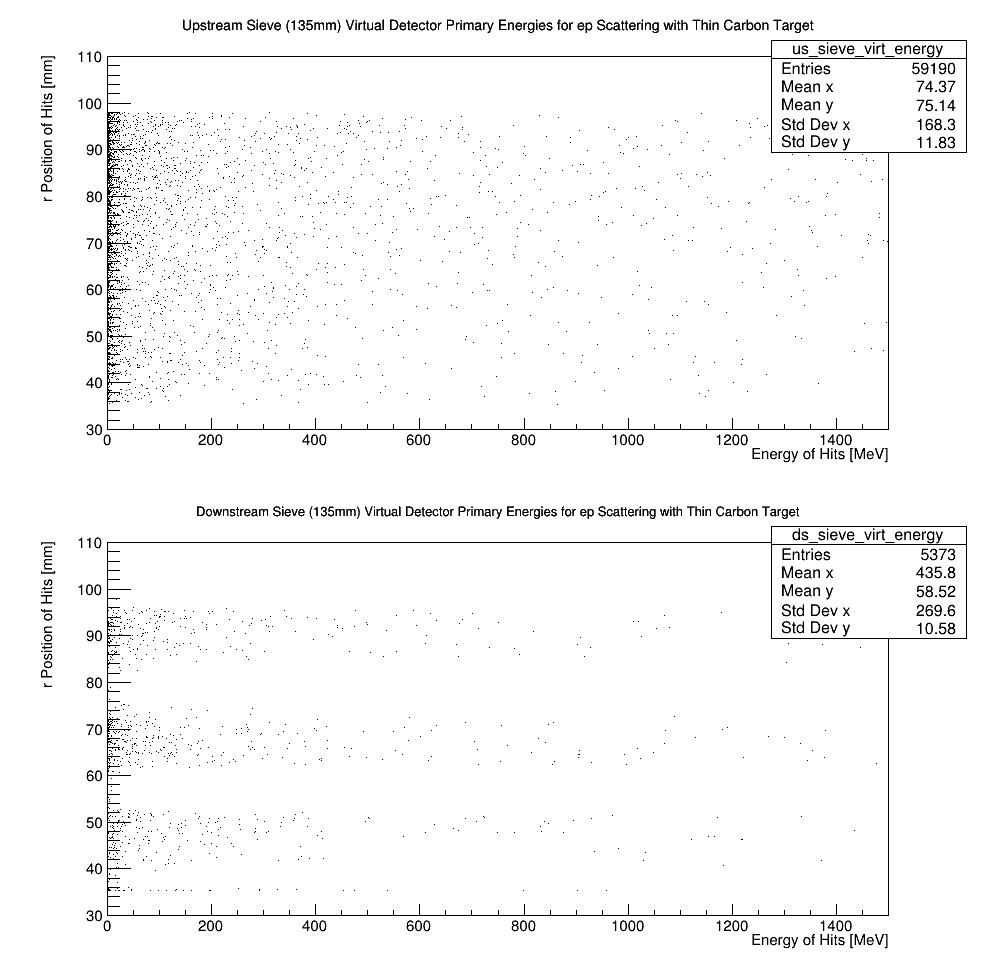 Upstream Sieve (135mm) Virtual Detector Primary Energies for ep Scattering with Thin Carbon Target
us_sieve_virt_energy
Entries 59190
Mean x 74.37
Mean y 75.14
Std Dev x 168.3
Std Dev y 11.83
r Position of Hits [mm]
110
100
90
80
70
60
50
40
30
0 200 400 600 800 1000 1200 1400
Energy of Hits [MeV]
Downstream Sieve (135mm) Virtual Detector Primary Energies for ep Scattering with Thin Carbon Target
ds_sieve_virt_energy
Entries 5373
Mean x 435.8
Mean y 58.52
Std Dev x 269.6
Std Dev y 10.58
r Position of Hits [mm]
110
100
90
80
70
60
50
40
30
0 200 400 600 800 1000 1200 1400
Energy of Hits [MeV]